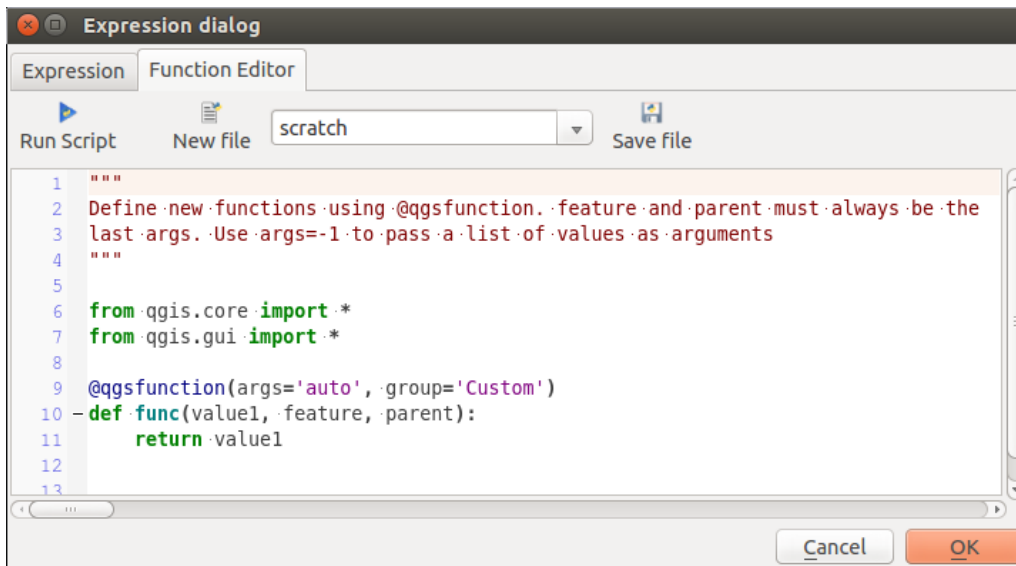 Expression dialog
Expression Function Editor
Run Script New file scratch Save file
1 """
2 Define new functions using @qgsfunction. feature and parent must always be the
3 last args. Use args=-1 to pass a list of values as arguments
4 """
5
6 from qgis.core import *
7 from qgis.gui import *
8
9 @qgsfunction(args='auto', group='Custom')
10 def func(value1, feature, parent):
11     return value1
12
13
Cancel OK